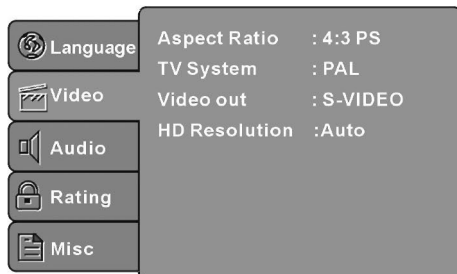 Language
Video
Audio
Rating
Misc
Aspect Ratio : 4:3 PS
TV System : PAL
Video out : S-VIDEO
HD Resolution :Auto